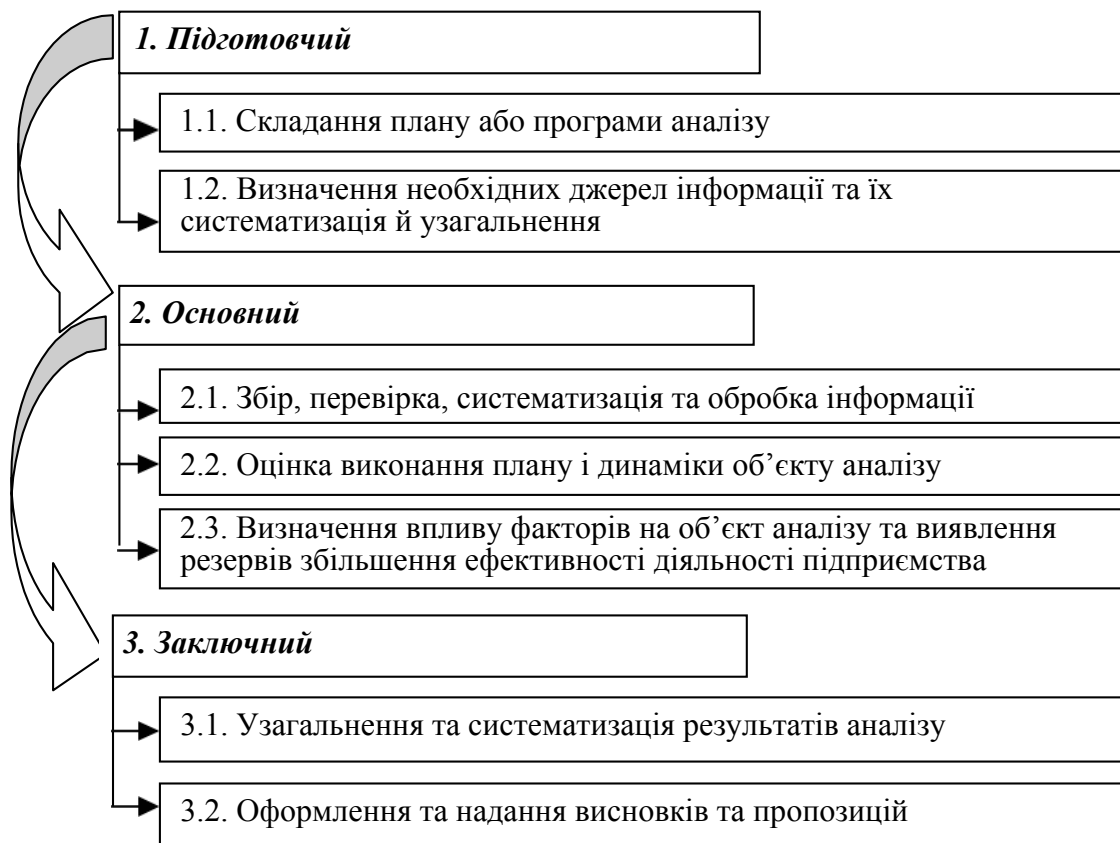 1. Підготовчий
1.1. Складання плану або програми аналізу
1.2. Визначення необхідних джерел інформації та їх
систематизація й узагальнення
2. Основний
2.1. Збір, перевірка, систематизація та обробка інформації
2.2. Оцінка виконання плану і динаміки об’єкту аналізу
2.3. Визначення впливу факторів на об’єкт аналізу та виявлення
резервів збільшення ефективності діяльності підприємства
3. Заключний
3.1. Узагальнення та систематизація результатів аналізу
3.2. Оформлення та надання висновків та пропозицій